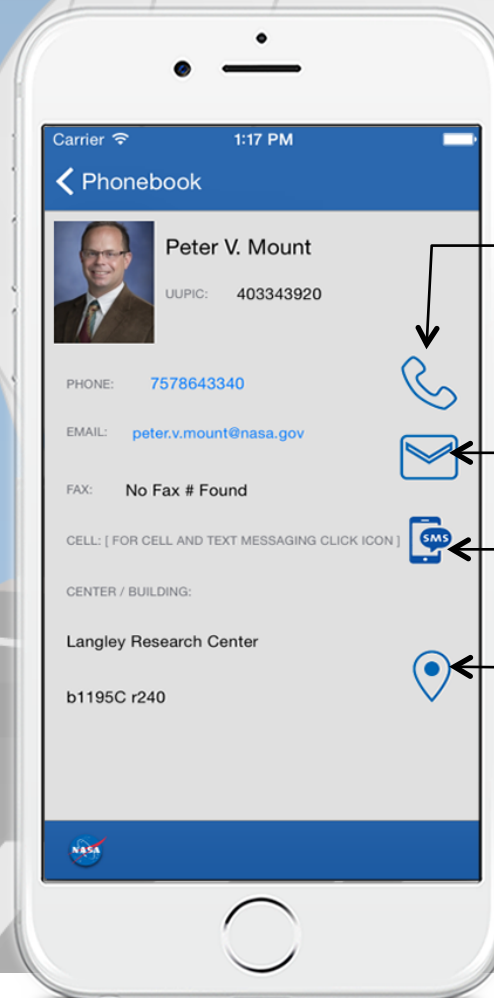 Carrier 1:17 PM
Phonebook
Peter V. Mount
UUPIC: 403343920
PHONE: 7578643340
EMAIL: peter.v.mount@nasa.gov
FAX: No Fax # Found
CELL: [ FOR CELL AND TEXT MESSAGING CLICK ICON ]
SMS
CENTER / BUILDING:
Langley Research Center
b1195C r240
NASA